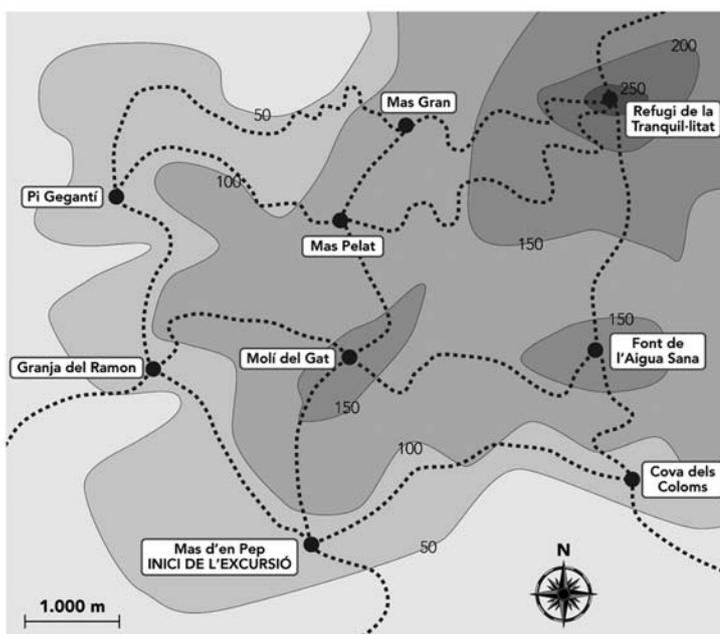 200
250
Refugi de la
Tranquil·litat
Mas Gran
50
100
Pi Gegantí
Mas Pelat
150
150
Font de
l'Aigua Sana
Molí del Gat
Granja del Ramon
150
100
Cova dels
Coloms
Mas d'en Pep
INICI DE L'EXCURSIÓ
50
N
1.000 m